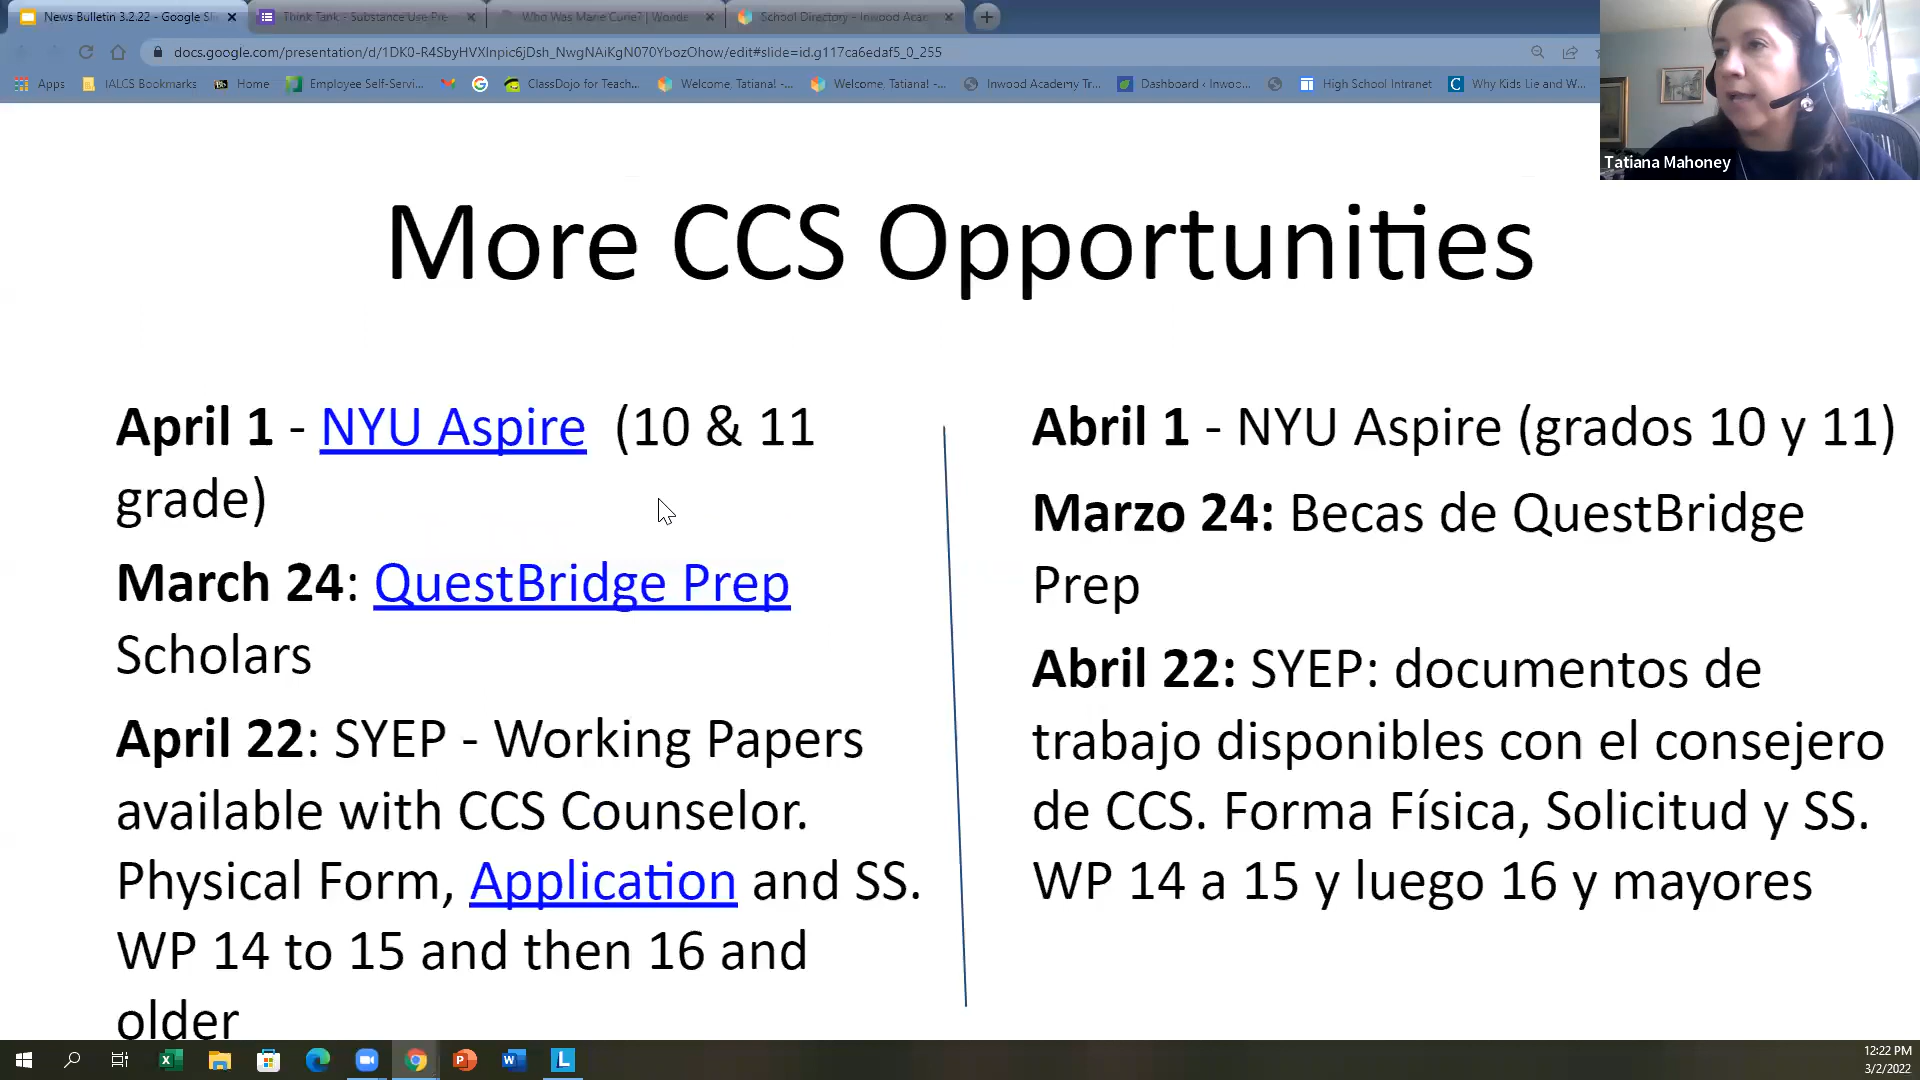 News Bulletin 3.2.22 - Google Sl
Think Tank - Substance Use Pre
Who Was Marie Curie? | Wonde
School Directory - Inwood Acad
docs.google.com/presentation/d/1DK0-R4SbyHVXInpic6jDsh_NwgNAiKgN070YbozOhow/edit#slide=id.g117ca6edaf5_0_255
Apps
IALCS Bookmarks
Home
Employee Self-Servi...
ClassDojo for Teach...
Welcome, Tatiana! -...
Welcome, Tatiana! -...
Inwood Academy Tr...
Dashboard ‹ Inwoo...
High School Intranet
Why Kids Lie and W...
Tatiana Mahoney
More CCS Opportunities
April 1 - NYU Aspire (10 & 11
grade)
March 24: QuestBridge Prep
Scholars
April 22: SYEP - Working Papers
available with CCS Counselor.
Physical Form, Application and SS.
WP 14 to 15 and then 16 and
older
Abril 1 - NYU Aspire (grados 10 y 11)
Marzo 24: Becas de QuestBridge
Prep
Abril 22: SYEP: documentos de
trabajo disponibles con el consejero
de CCS. Forma Física, Solicitud y SS.
WP 14 a 15 y luego 16 y mayores
12:22 PM
3/2/2022